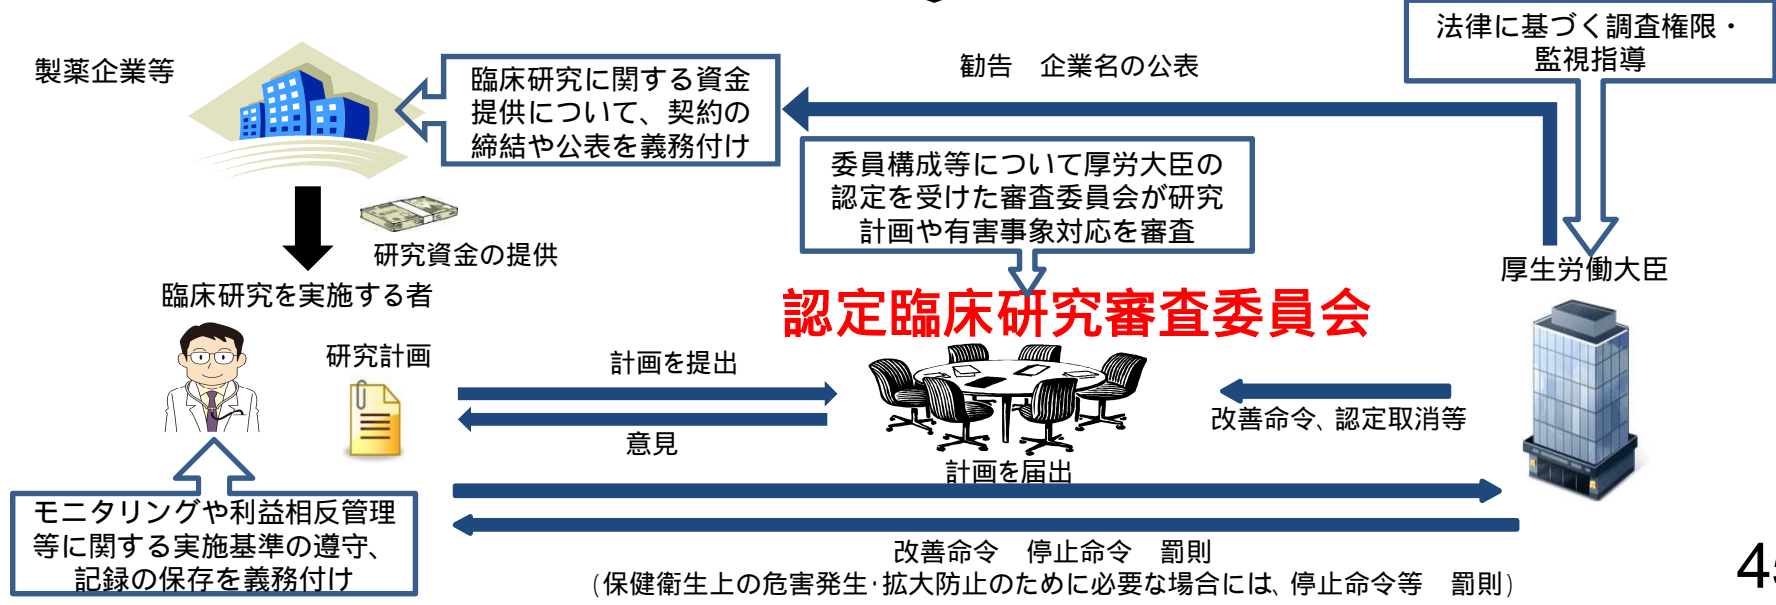 製薬企業等
臨床研究に関する資金
提供について、契約の
締結や公表を義務付け
勧告　企業名の公表
法律に基づく調査権限・
監視指導
委員構成等について厚労大臣の
認定を受けた審査委員会が研究
計画や有害事象対応を審査
研究資金の提供
厚生労働大臣
臨床研究を実施する者
認定臨床研究審査委員会
研究計画
計画を提出
意見
改善命令、認定取消等
計画を届出
モニタリングや利益相反管理
等に関する実施基準の遵守、
記録の保存を義務付け
改善命令　停止命令　罰則
(保健衛生上の危害発生・拡大防止のために必要な場合には、停止命令等　罰則)